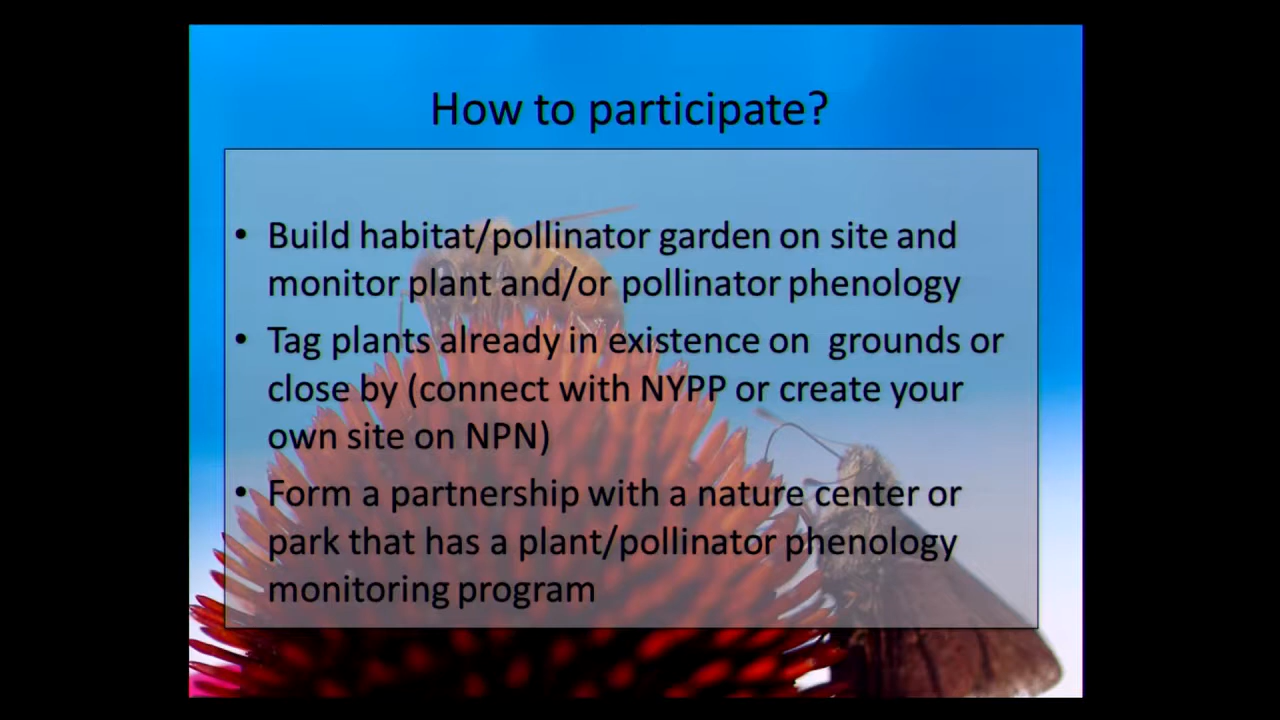 How to participate?
• Build habitat/pollinator garden on site and
monitor plant and/or pollinator phenology
• Tag plants already in existence on  grounds or
close by (connect with NYPP or create your
own site on NPN)
• Form a partnership with a nature center or
park that has a plant/pollinator phenology
monitoring program